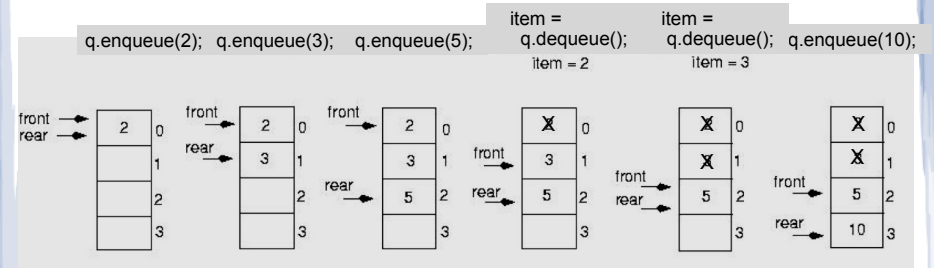 item =
item =
q.enqueue(2); q.enqueue(3); q.enqueue(5); q.dequeue(); q.dequeue(); q.enqueue(10);
item = 2
item = 3
front 2 0
rear
1
2
3
front 2 0
rear 3 1
2
3
front 2 0
3 1
rear 5 2
3
0
front 3 1
rear 5 2
3
0
1
front
rear 5 2
3
0
1
front 5 2
rear 10 3